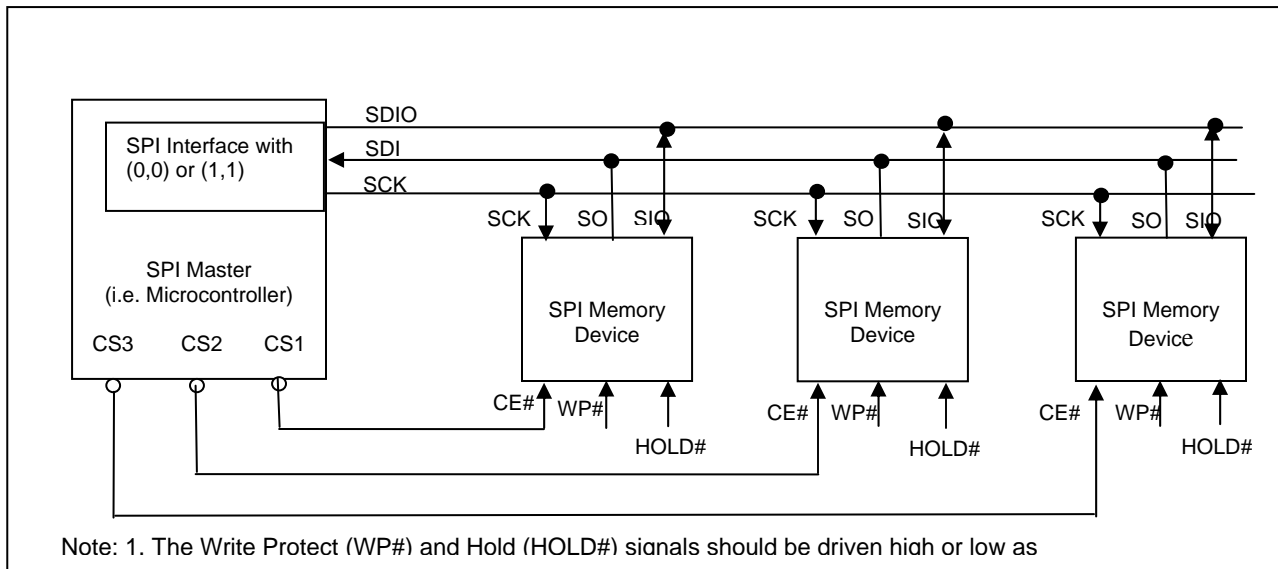 SDIO
SPI Interface with
(0,0) or (1,1)
SDI
SCK
SCK SO SIO
SCK SO SIO
SCK SO SIO
SPI Master
(i.e. Microcontroller)
SPI Memory
Device
SPI Memory
Device
SPI Memory
Device
CS3 CS2 CS1
CE# WP#
HOLD#
CE# WP#
HOLD#
CE# WP#
HOLD#
Note: 1. The Write Protect (WP#) and Hold (HOLD#) signals should be driven high or low as